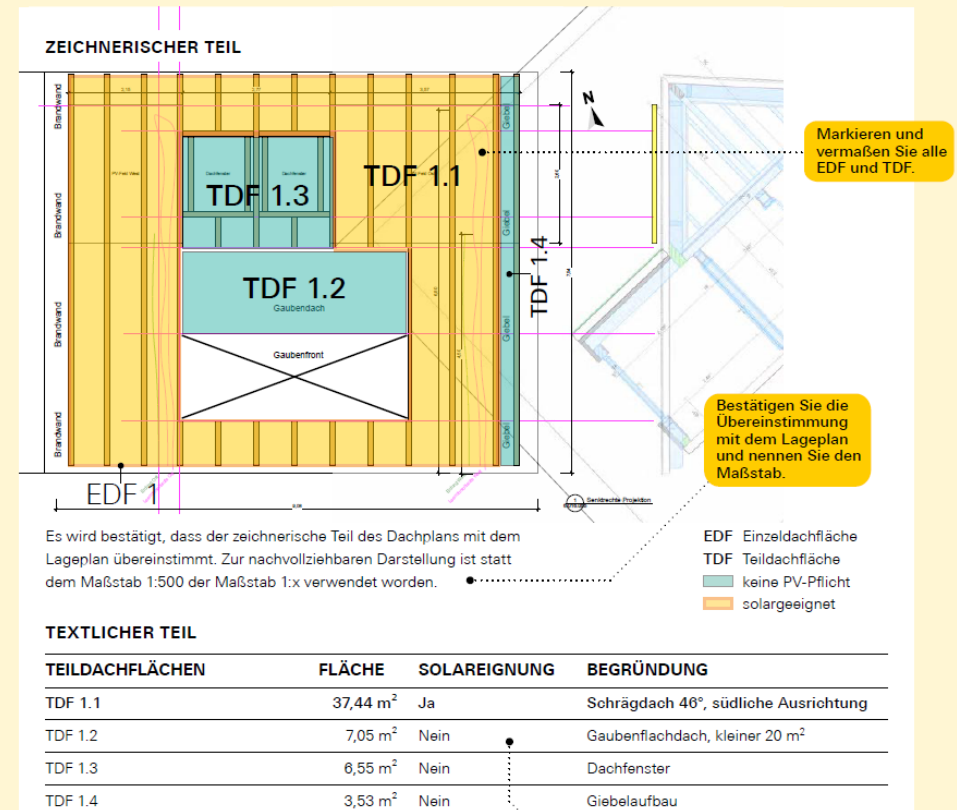 ZEICHNERISCHER TEIL
Brandwand
Brandwand
Brandwand
Brandwand
Giebel
Giebel
Giebel
Giebel
PV-Feld West
Dachfenster
Dachfenster
TDF 1.3
TDF 1.1
TDF 1.4
TDF 1.2
Gaubendach
Gaubenfront
N
EDF 1
1
Senkrechte Projektion
Markieren und
vermaßen Sie alle
EDF und TDF.
Bestätigen Sie die
Übereinstimmung
mit dem Lageplan
und nennen Sie den
Maßstab.
Es wird bestätigt, dass der zeichnerische Teil des Dachplans mit dem
Lageplan übereinstimmt. Zur nachvollziehbaren Darstellung ist statt
dem Maßstab 1:500 der Maßstab 1:x verwendet worden.
EDF Einzeldachfläche
TDF Teildachfläche
keine PV-Pflicht
solargeeignet
TEXTLICHER TEIL
TEILDACHFLÄCHEN FLÄCHE SOLAREIGNUNG BEGRÜNDUNG
TDF 1.1 37,44 m² Ja Schrägdach 46°, südliche Ausrichtung
TDF 1.2 7,05 m² Nein Gaubenflachdach, kleiner 20 m²
TDF 1.3 6,55 m² Nein Dachfenster
TDF 1.4 3,53 m² Nein Giebelaufbau